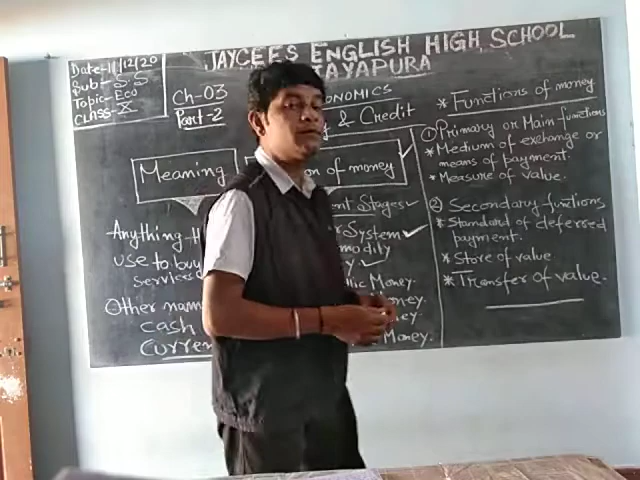 JAYCEES ENGLISH HIGH SCHOOL
TAYAPURA
Date-11/12/20
Sub- S.S
Topic- Eco
CLASS- X
Ch-03
Part-2
ONOMICS
& Credit
Meaning
on of money
Anything
use to buy
services
Other nam
cash
Curren
ent Stages
System
modity
y
lic Money.
oney.
ey.
Money.
* Functions of money
① Primary or Main-functions
* Medium of exchange or
means of payment.
* Measure of value.
② Secondary-functions
* Standard of deferred
payment.
* Store of value
* Transfer of value.